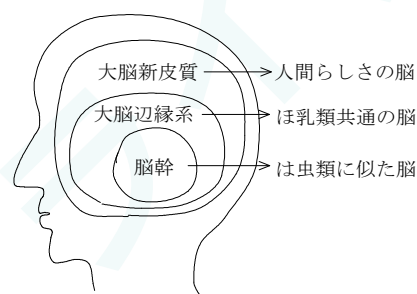 大脳新皮質 → 人間らしさの脳
大脳辺縁系 → ほ乳類共通の脳
脳幹 → は虫類に似た脳